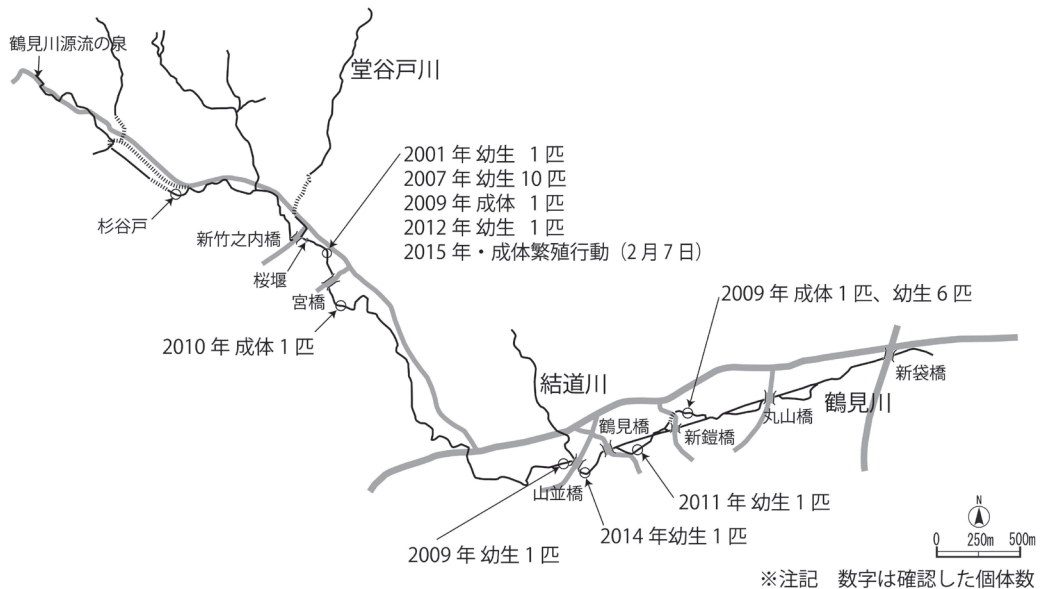 鶴見川源流の泉
堂谷戸川
2001 年 幼生 1 匹
2007 年 幼生 10 匹
2009 年 成体 1 匹
2012 年 幼生 1 匹
2015 年・成体繁殖行動（2 月 7 日）
杉谷戸
新竹之内橋
桜堰
宮橋
2010 年 成体 1 匹
2009 年 成体 1 匹、幼生 6 匹
結道川
新袋橋
鶴見川
丸山橋
鶴見橋
新鎧橋
山並橋
2011 年 幼生 1 匹
2014 年幼生 1 匹
2009 年 幼生 1 匹
N
0 250m 500m
※注記 数字は確認した個体数